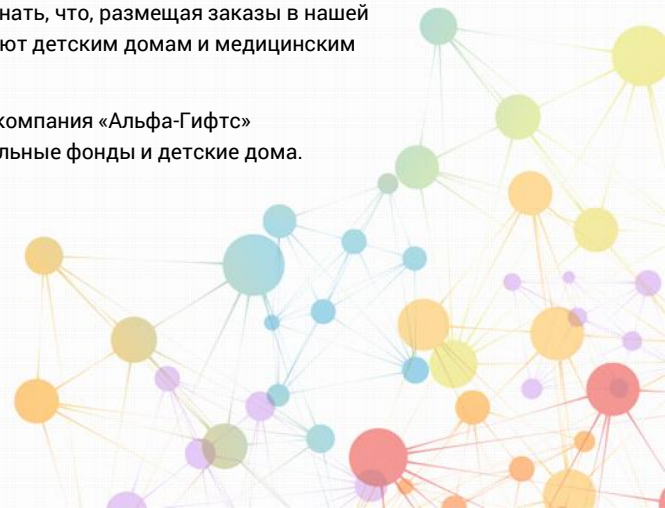 нать, что, размещая заказы в нашей
ют детским домам и медицинским
компания «Альфа-Гифтс»
льные фонды и детские дома.